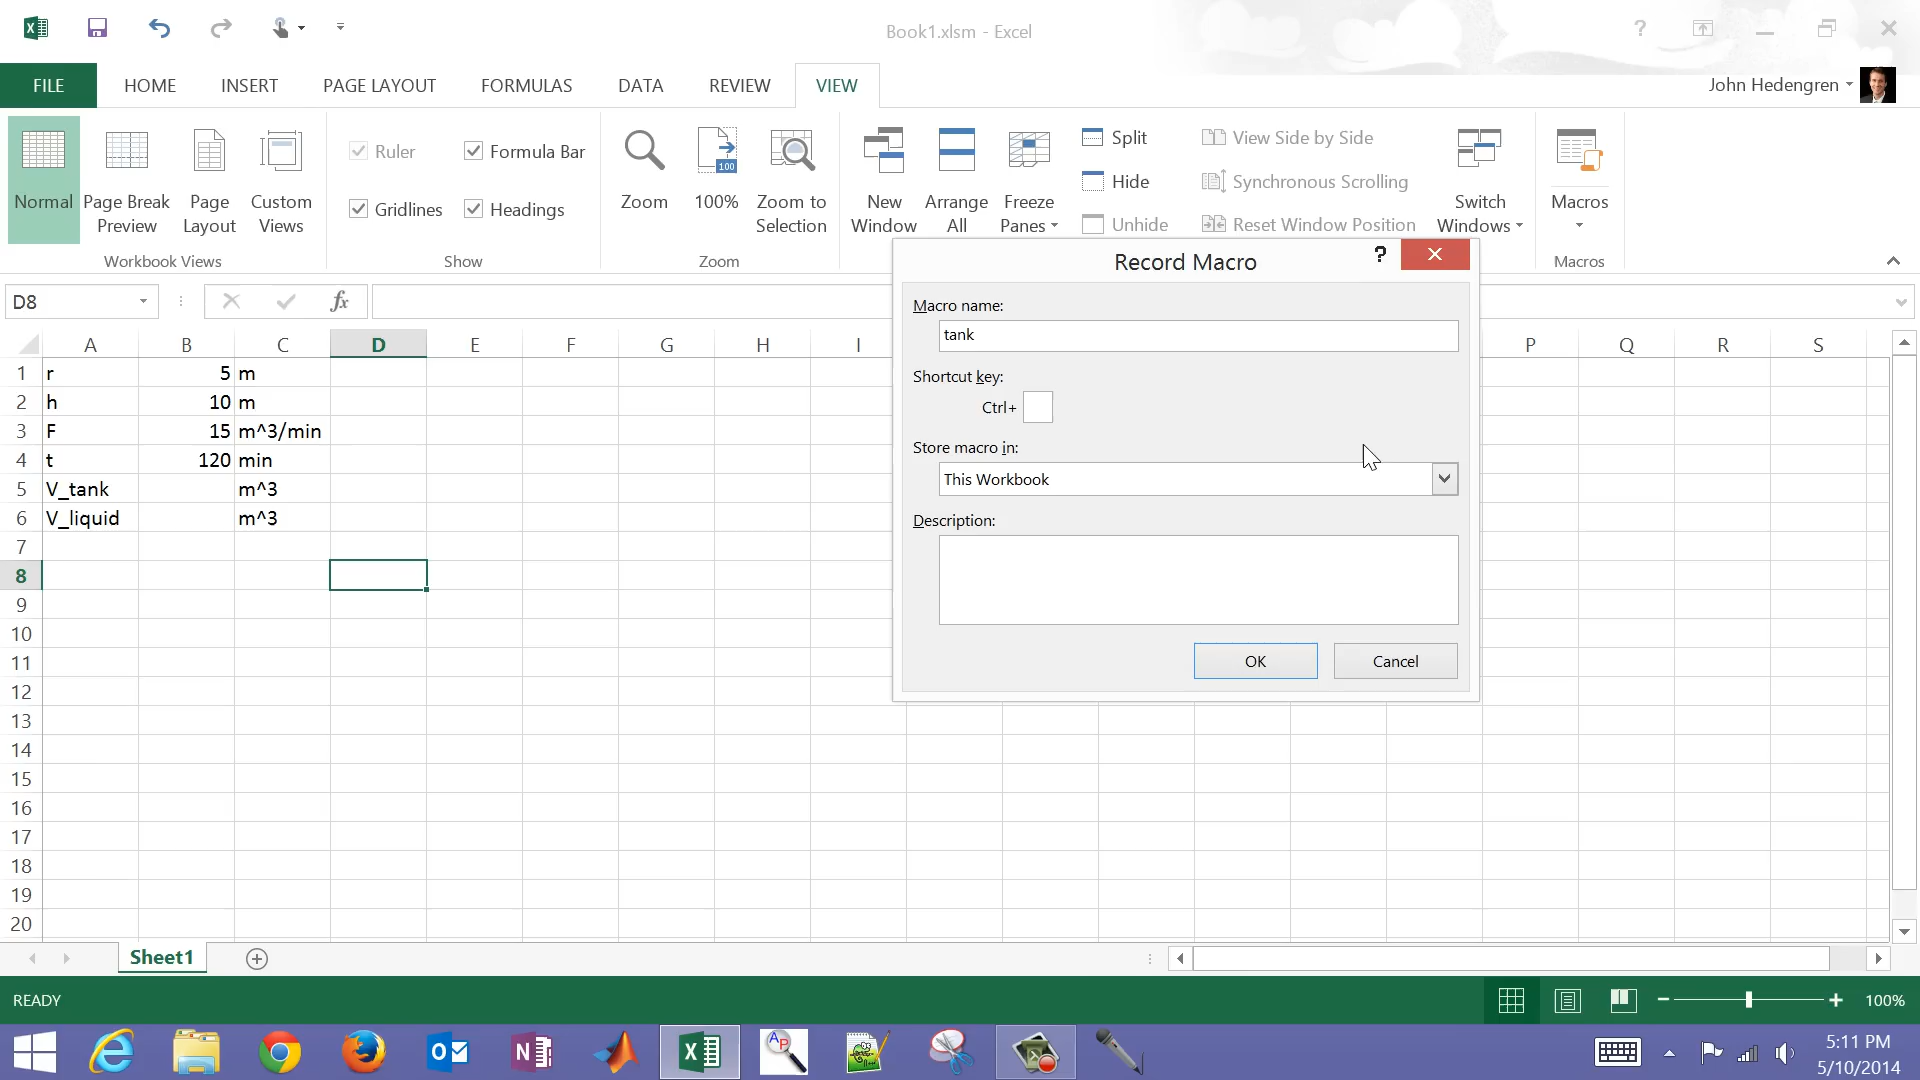 Book1.xlsm - Excel
FILE HOME INSERT PAGE LAYOUT FORMULAS DATA REVIEW VIEW
John Hedengren
Normal
Page Break
Preview
Page
Layout
Custom
Views
Workbook Views
Ruler
Formula Bar
Gridlines
Headings
Show
Zoom
100
100%
Zoom to
Selection
Zoom
New
Window
Arrange
All
Freeze
Panes
Split
Hide
Unhide
View Side by Side
Synchronous Scrolling
Reset Window Position
Switch
Windows
Macros
Macros
D8
fx
A B C D E F G H I P Q R S
1 r 5 m
2 h 10 m
3 F 15 m^3/min
4 t 120 min
5 V_tank m^3
6 V_liquid m^3
7
8
9
10
11
12
13
14
15
16
17
18
19
20
Record Macro
?
Macro name:
tank
Shortcut key:
Ctrl+
Store macro in:
This Workbook
Description:
OK Cancel
Sheet1
READY
100%
5:11 PM
5/10/2014